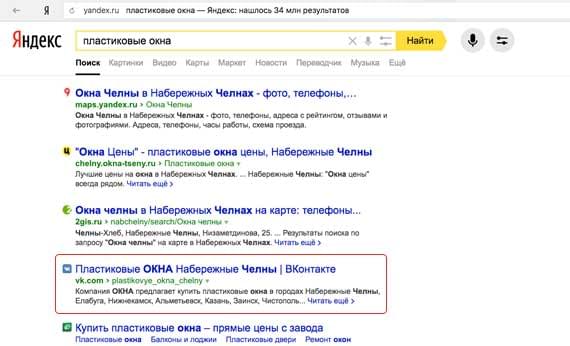 Я yandex.ru пластиковые окна — Яндекс: нашлось 34 млн результатов
Яндекс пластиковые окна Найти
Поиск Картинки Видео Карты Маркет Новости Переводчик Музыка Ещё
Окна Челны в Набережных Челнах - фото, телефоны,...
maps.yandex.ru › Окна Челны
Окна Челны в Набережных Челнах - фото, телефоны, адреса с рейтингом, отзывами и
фотографиями. Адреса, телефоны, часы работы, схема проезда.
"Окна Цены" - пластиковые окна цены, Набережные Челны
chelny.okna-tseny.ru › Пластиковые окна
Лучшие цены на окна в Набережных Челнах. ... Набережные Челны: "Окна цены"
всегда рядом. Читать ещё ›
Окна челны в Набережных Челнах на карте: телефоны...
2gis.ru › nabchelny/search/Окна челны
Челны-Хлеб, Набережные Челны, Низаметдинова, 25. ... Результаты поиска по
запросу "Окна челны" на карте в Набережных Челнах. Читать ещё ›
Пластиковые ОКНА Набережные Челны | ВКонтакте
vk.com › plastikovye_okna_chelny
Компания ОКНА предлагает купить пластиковые окна в городах Набережные Челны,
Елабуга, Нижнекамск, Альметьевск, Казань, Заинск, Чистополь... Читать ещё ›
Купить пластиковые окна – прямые цены с завода
Пластиковые окна Балконы и лоджии Пластиковые двери Ремонт окон